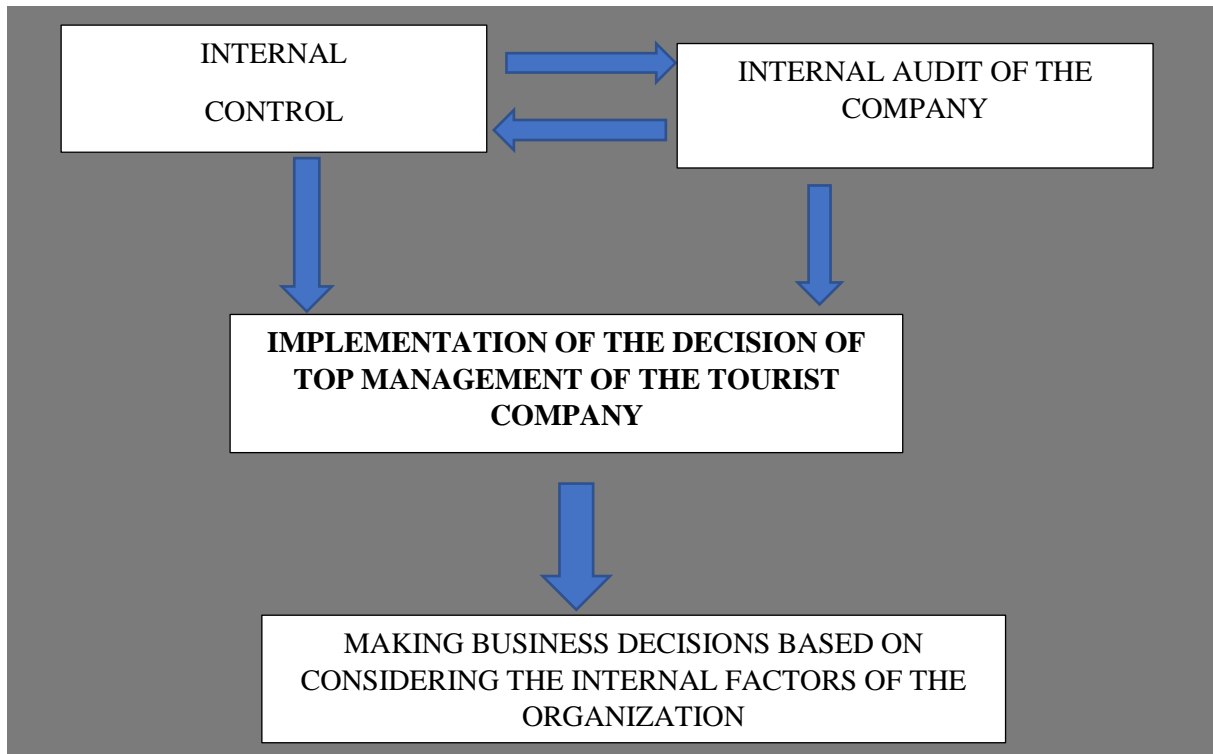 INTERNAL
CONTROL
INTERNAL AUDIT OF THE
COMPANY
IMPLEMENTATION OF THE DECISION OF
TOP MANAGEMENT OF THE TOURIST
COMPANY
MAKING BUSINESS DECISIONS BASED ON
CONSIDERING THE INTERNAL FACTORS OF THE
ORGANIZATION